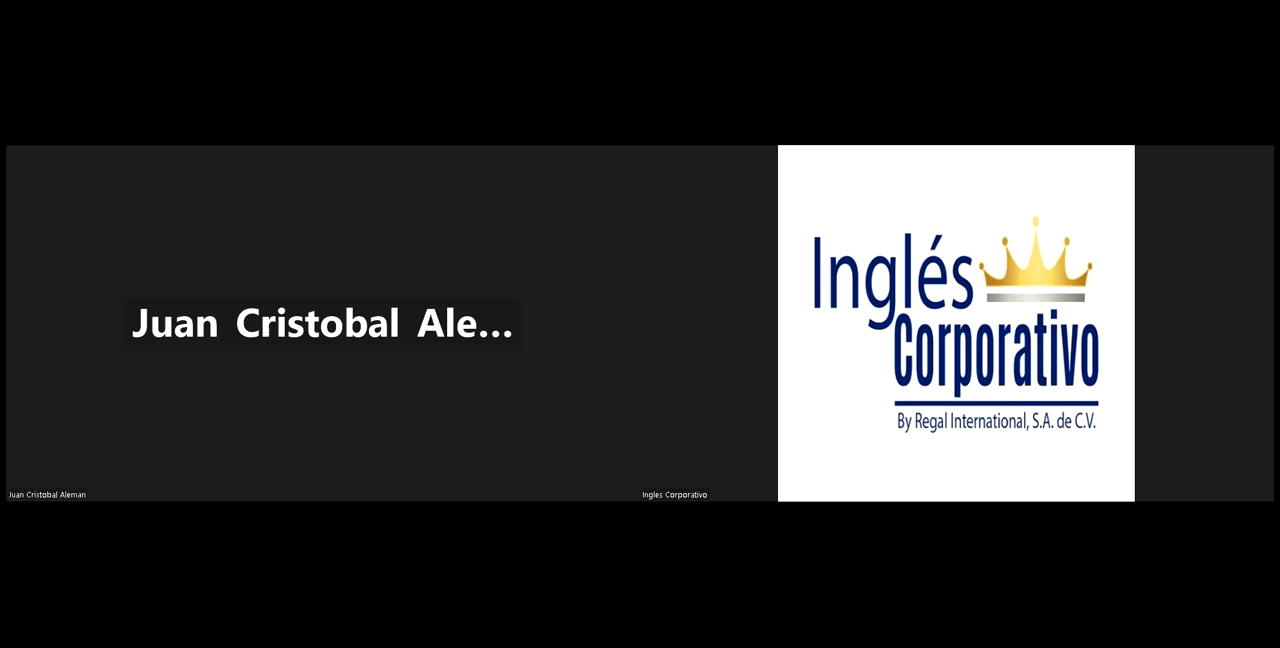 Juan Cristobal Ale...
Juan Cristobal Aleman
Inglés
Corporativo
By Regal International, S.A. de C.V.
Ingles Corporativo